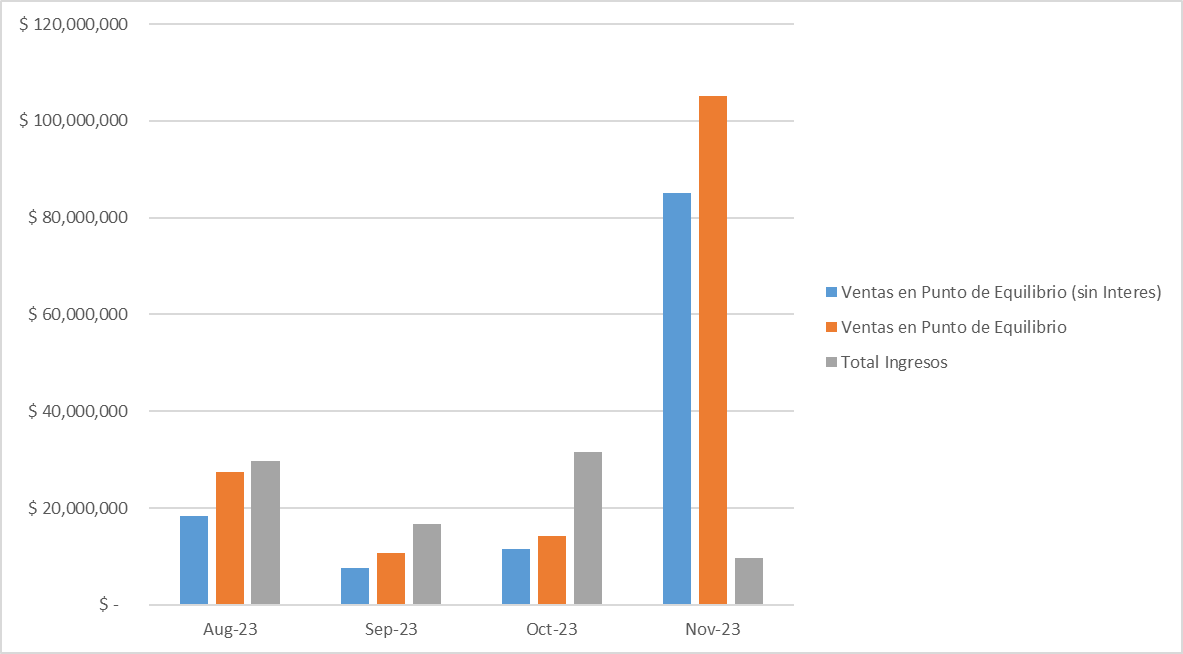 $ 120,000,000
$ 100,000,000
$ 80,000,000
$ 60,000,000
$ 40,000,000
$ 20,000,000
$ -
Aug-23
Sep-23
Oct-23
Nov-23
Ventas en Punto de Equilibrio (sin Interes)
Ventas en Punto de Equilibrio
Total Ingresos